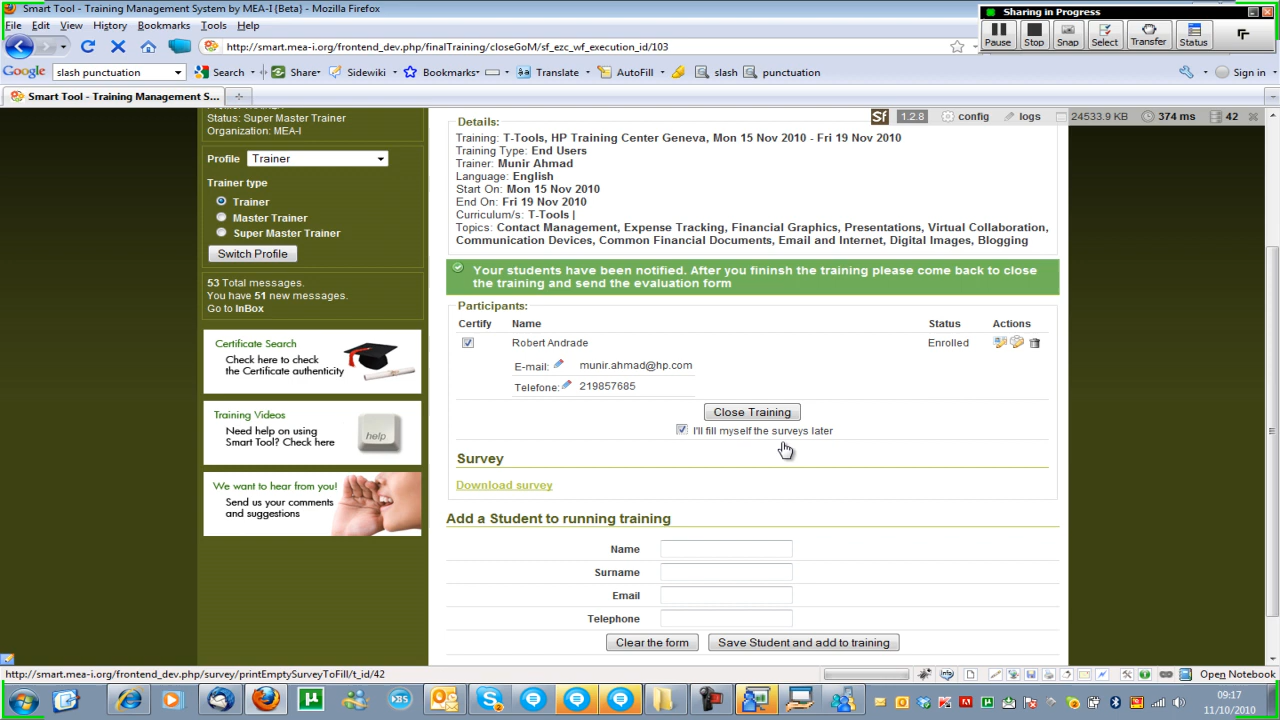 Smart Tool - Training Management System by MEA-I {Beta} - Mozilla Firefox
Sharing in Progress
File Edit View History Bookmarks Tools Help
Pause Stop Snap Select Transfer Status
http://smart.mea-i.org/frontend_dev.php/finalTraining/closeGoM/sf_ezc_wf_execution_id/103
Google slash punctuation Search Share Sidewiki Bookmarks Translate AutoFill slash punctuation Sign in
Smart Tool - Training Management S...
Sf 1.2.8 config logs 24533.9 KB 374 ms 42
Status: Super Master Trainer
Organization: MEA-I
Profile Trainer
Trainer type
Trainer
Master Trainer
Super Master Trainer
Switch Profile
53 Total messages.
You have 51 new messages.
Go to InBox
Certificate Search
Check here to check
the Certificate authenticity
Training Videos
Need help on using
Smart Tool? Check here
help
We want to hear from you!
Send us your comments
and suggestions
Details:
Training: T-Tools, HP Training Center Geneva, Mon 15 Nov 2010 - Fri 19 Nov 2010
Training Type: End Users
Trainer: Munir Ahmad
Language: English
Start On: Mon 15 Nov 2010
End On: Fri 19 Nov 2010
Curriculum/s: T-Tools |
Topics: Contact Management, Expense Tracking, Financial Graphics, Presentations, Virtual Collaboration,
Communication Devices, Common Financial Documents, Email and Internet, Digital Images, Blogging
Your students have been notified. After you fininsh the training please come back to close
the training and send the evaluation form
Participants:
Certify Name Status Actions
Robert Andrade Enrolled
E-mail: munir.ahmad@hp.com
Telefone: 219857685
Close Training
I'll fill myself the surveys later
Survey
Download survey
Add a Student to running training
Name
Surname
Email
Telephone
Clear the form Save Student and add to training
http://smart.mea-i.org/frontend_dev.php/survey/printEmptySurveyToFill/t_id/42
Open Notebook
09:17
11/10/2010